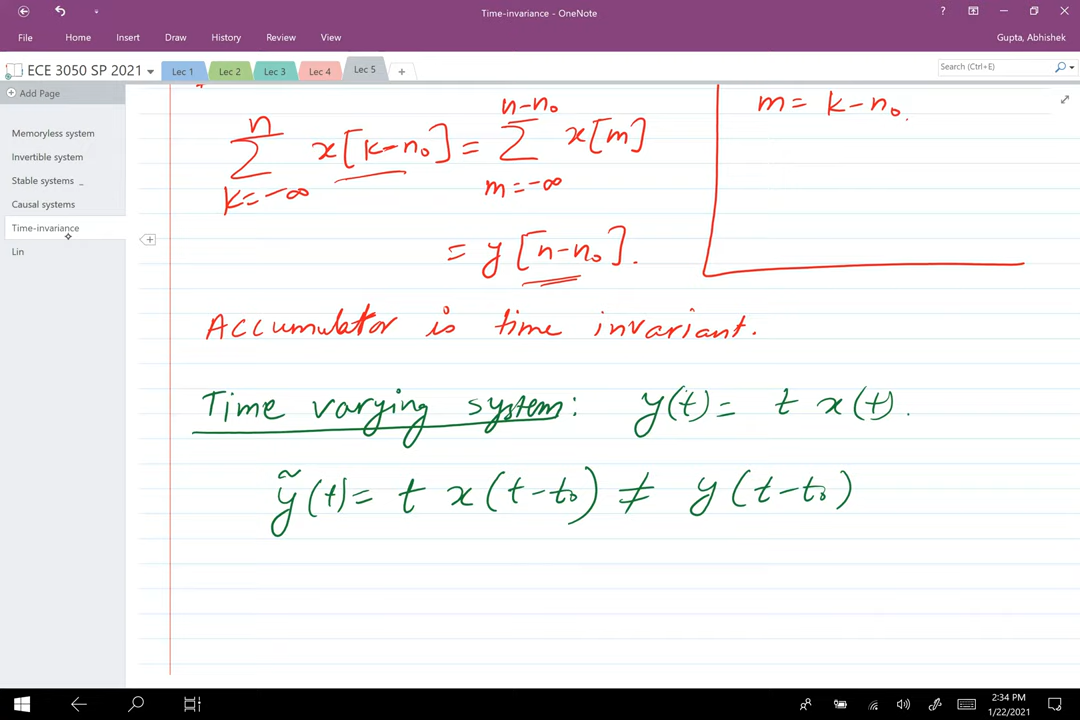 Time-invariance - OneNote
?
File Home Insert Draw History Review View
Gupta, Abhishek
ECE 3050 SP 2021
Lec 1 Lec 2 Lec 3 Lec 4 Lec 5 +
Search (Ctrl+E)
Add Page
Memoryless system
Invertible system
Stable systems _
Causal systems
Time-invariance
Lin
m = k-n₀.
n n-n₀
∑ x[k-n₀] = ∑ x[m]
k=-∞ m=-∞
= y[n-n₀].
Accumulator is time invariant.
Time varying system: y(t) = t x(t).
ỹ(t) = t x(t-t₀) ≠ y(t-t₀)
2:34 PM
1/22/2021